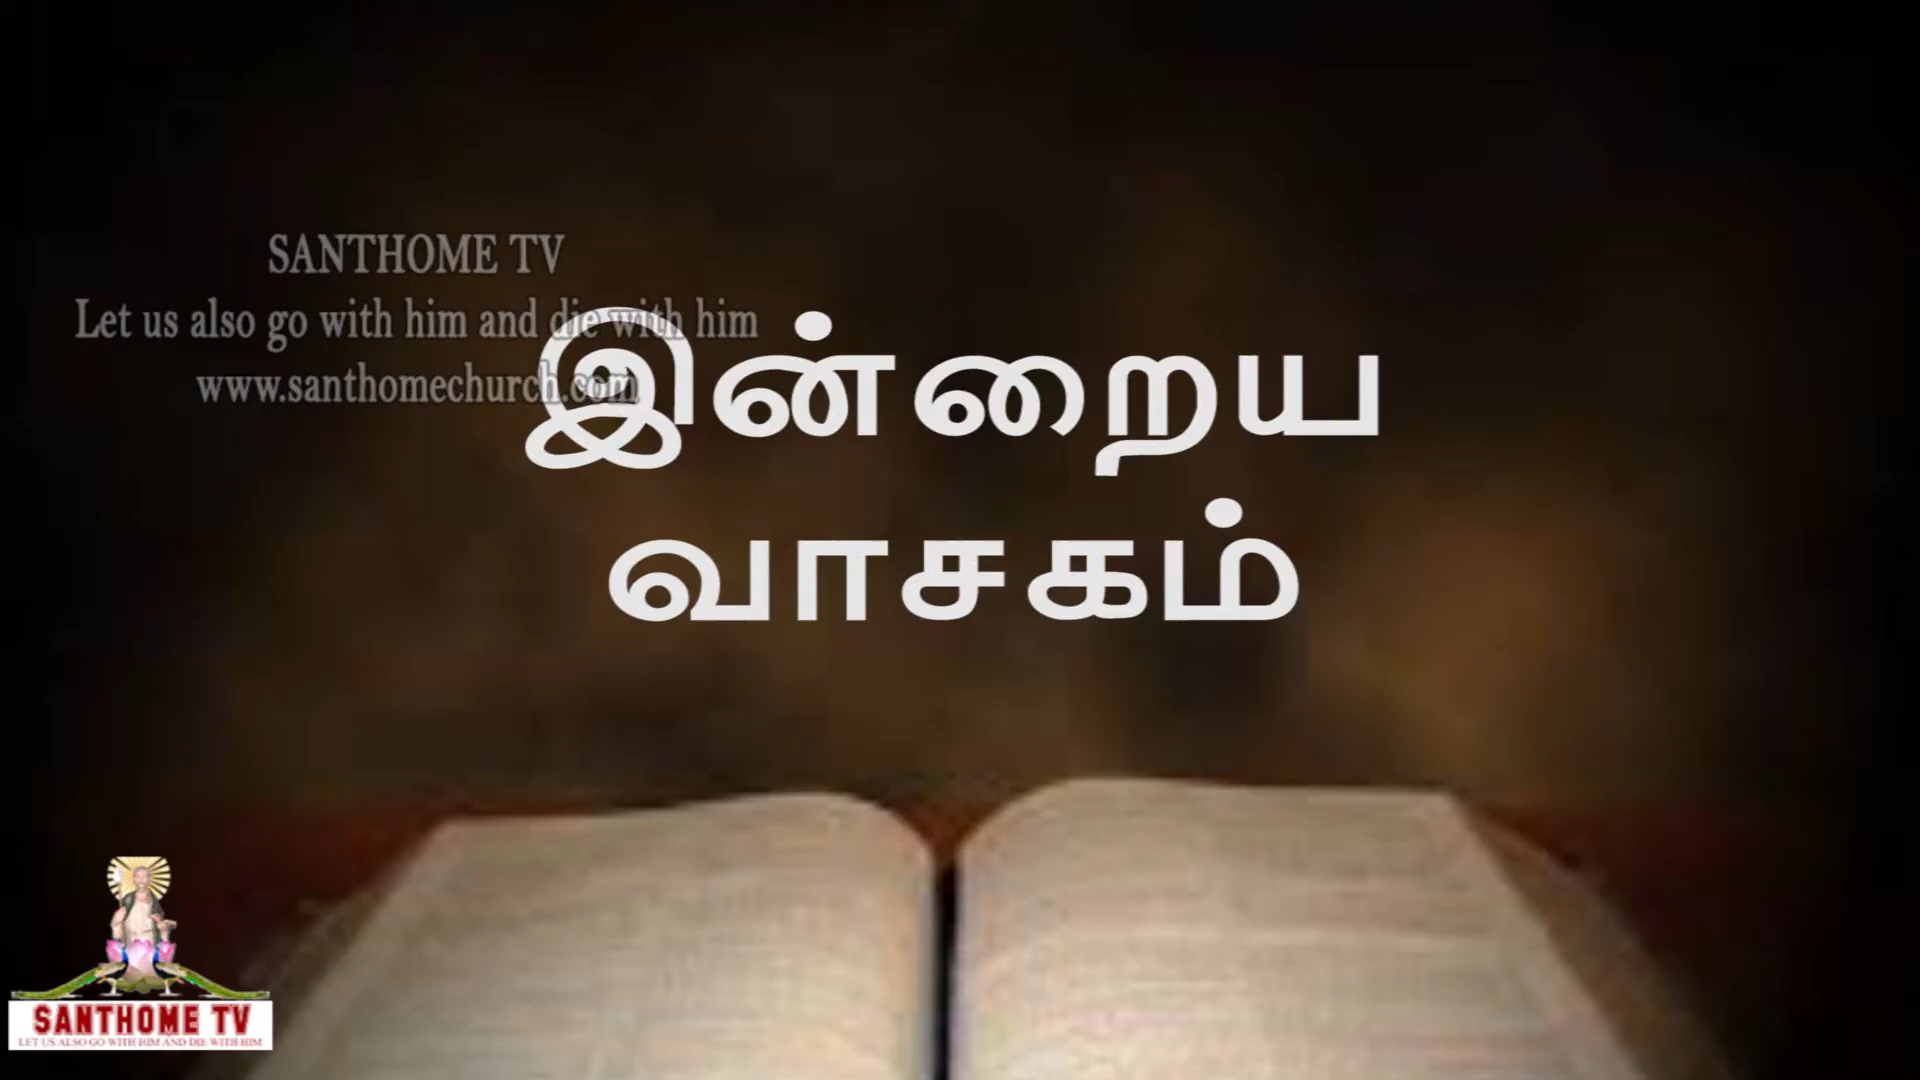 SANTHOME TV
Let us also go with him and die with him
www.santhomechurch.com
இன்றைய
வாசகம்
SANTHOME TV
LET US ALSO GO WITH HIM AND DIE WITH HIM